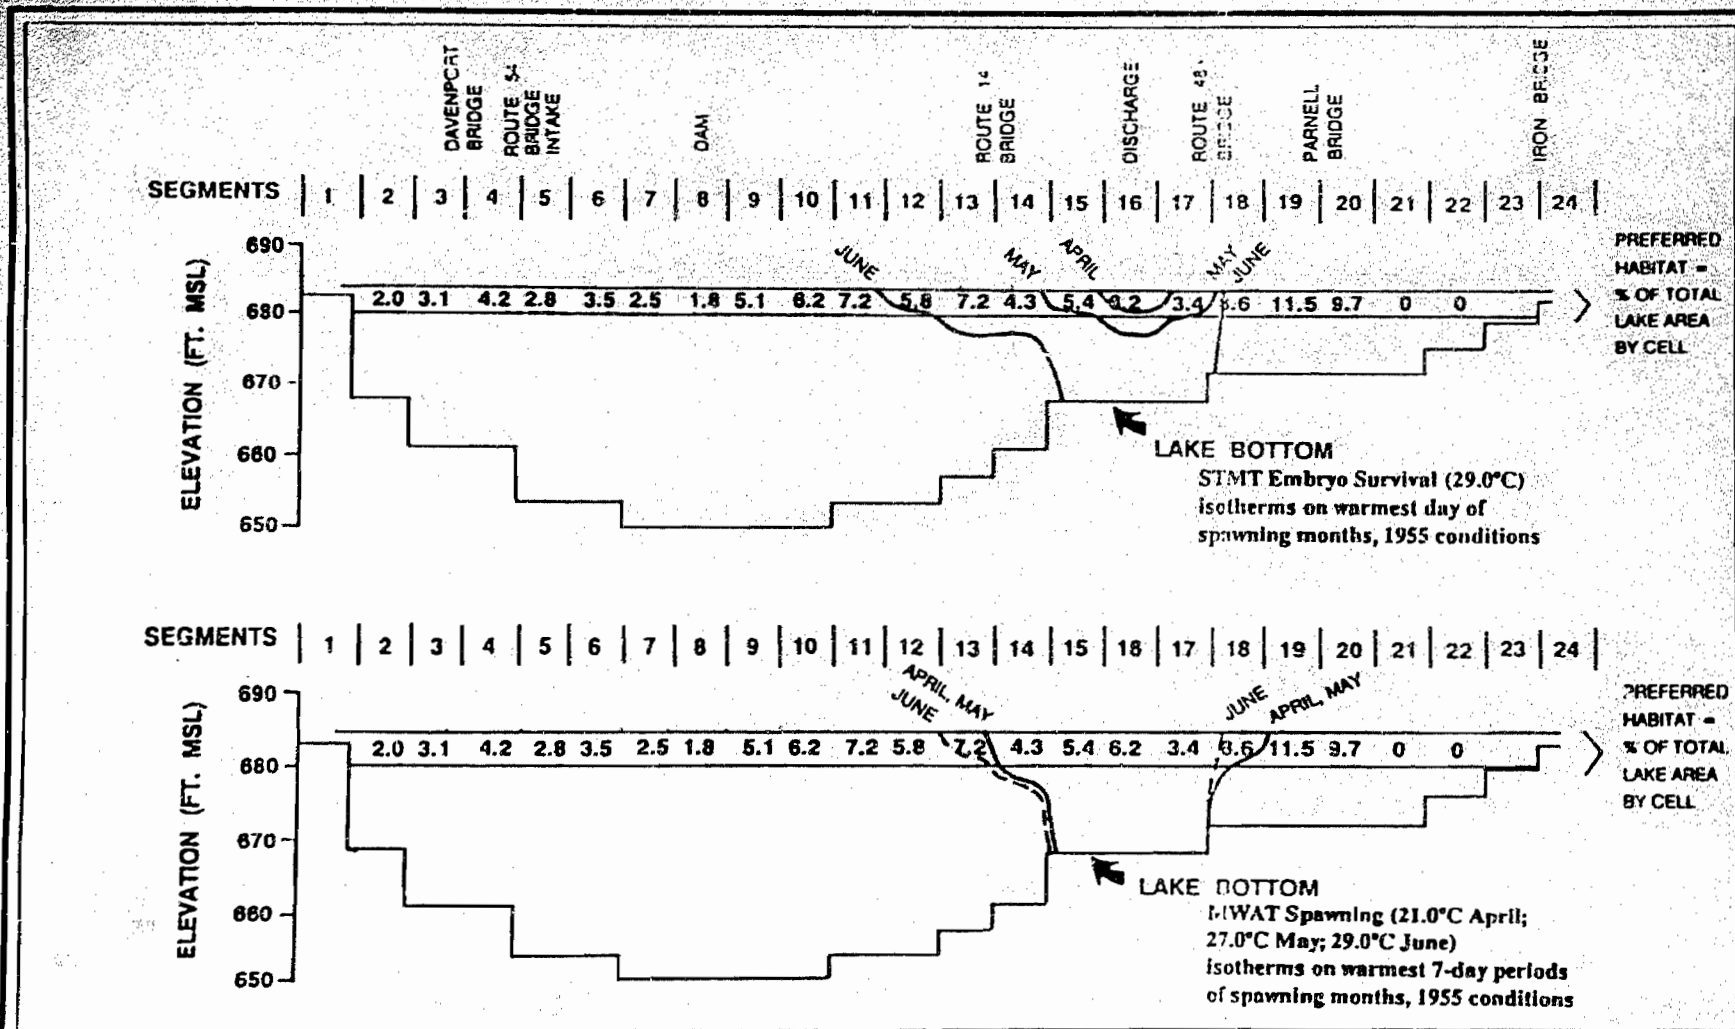 DAVENPORT
BRIDGE
ROUTE 54
BRIDGE
INTAKE
DAM
ROUTE 14
BRIDGE
DISCHARGE
ROUTE 48
BRIDGE
PARNELL
BRIDGE
IRON BRIDGE
SEGMENTS 1 2 3 4 5 6 7 8 9 10 11 12 13 14 15 16 17 18 19 20 21 22 23 24
ELEVATION (FT. MSL)
690
680
670
660
650
JUNE MAY APRIL MAY JUNE
2.0 3.1 4.2 2.8 3.5 2.5 1.8 5.1 6.2 7.2 5.8 7.2 4.3 5.4 3.4 11.5 9.7 0 0
PREFERRED
HABITAT =
% OF TOTAL
LAKE AREA
BY CELL
LAKE BOTTOM
STMT Embryo Survival (29.0°C)
isotherms on warmest day of
spawning months, 1955 conditions
SEGMENTS 1 2 3 4 5 6 7 8 9 10 11 12 13 14 15 16 17 18 19 20 21 22 23 24
ELEVATION (FT. MSL)
690
680
670
660
650
APRIL, MAY
JUNE
JUNE
APRIL, MAY
2.0 3.1 4.2 2.8 3.5 2.5 1.8 5.1 6.2 7.2 5.8 7.2 4.3 5.4 6.2 3.4 3.6 11.5 9.7 0 0
PREFERRED
HABITAT =
% OF TOTAL
LAKE AREA
BY CELL
LAKE BOTTOM
MWAT Spawning (21.0°C April;
27.0°C May; 29.0°C June)
isotherms on warmest 7-day periods
of spawning months, 1955 conditions